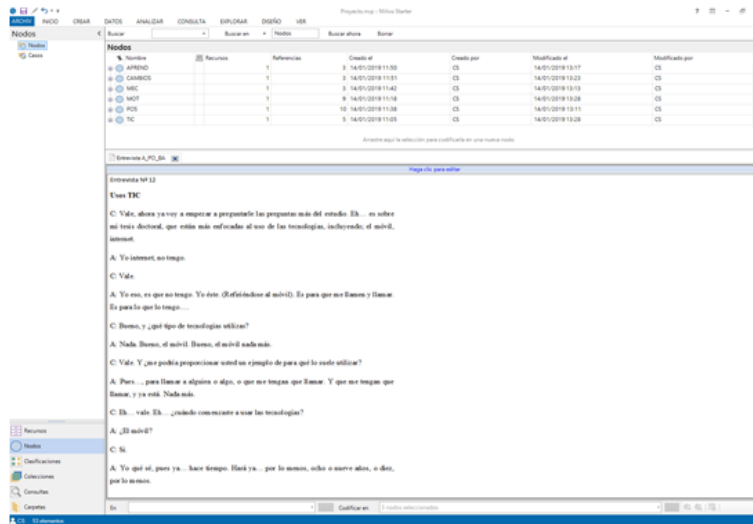 Proyecto.nvp - NVivo Starter
ARCHIV INICIO CREAR DATOS ANALIZAR CONSULTA EXPLORAR DISEÑO VER
Nodos
Buscar Buscar en Nodos Buscar ahora Borrar
Nodos
Casos
Nodos
Nombre Recursos Referencias Creado el Creado por Modificado el Modificado por
APREND 1 3 14/01/2019 11:50 CS 14/01/2019 13:17 CS
CAMBIOS 1 3 14/01/2019 11:51 CS 14/01/2019 13:23 CS
MEC 1 3 14/01/2019 11:42 CS 14/01/2019 13:13 CS
MOT 1 9 14/01/2019 11:18 CS 14/01/2019 13:28 CS
POS 1 10 14/01/2019 11:38 CS 14/01/2019 13:11 CS
TIC 1 5 14/01/2019 11:05 CS 14/01/2019 13:28 CS
Arrastre aquí la selección para codificarla en una nueva nodo
Entrevista A_PO_BA
Haga clic para editar
Entrevista Nº 12
Usos TIC
C: Vale, ahora ya voy a empezar a preguntarle las preguntas más del estudio. Eh… es sobre
mi tesis doctoral, que están más enfocadas al uso de las tecnologías, incluyendo; el móvil,
internet.
A: Yo internet, no tengo.
C: Vale.
A: Yo eso, es que no tengo. Yo éste. (Refiriéndose al móvil). Es para que me llamen y llamar.
Es para lo que lo tengo….
C: Bueno, y ¿qué tipo de tecnologías utilizas?
A: Nada. Bueno, el móvil. Bueno, el móvil nada más.
C: Vale. Y ¿me podría proporcionar usted un ejemplo de para qué lo suele utilizar?
A: Pues…, para llamar a alguien o algo, o que me tengan que llamar. Y que me tengan que
llamar, y ya está. Nada más.
C: Eh… vale. Eh… ¿cuándo comenzaste a usar las tecnologías?
A: ¿El móvil?
C: Sí.
A: Yo qué sé, pues ya… hace tiempo. Hará ya… por lo menos, ocho o nueve años, o diez,
por lo menos.
Recursos
Nodos
Clasificaciones
Colecciones
Consultas
Carpetas
En Codificar en 0 nodos seleccionados
CS 53 elementos